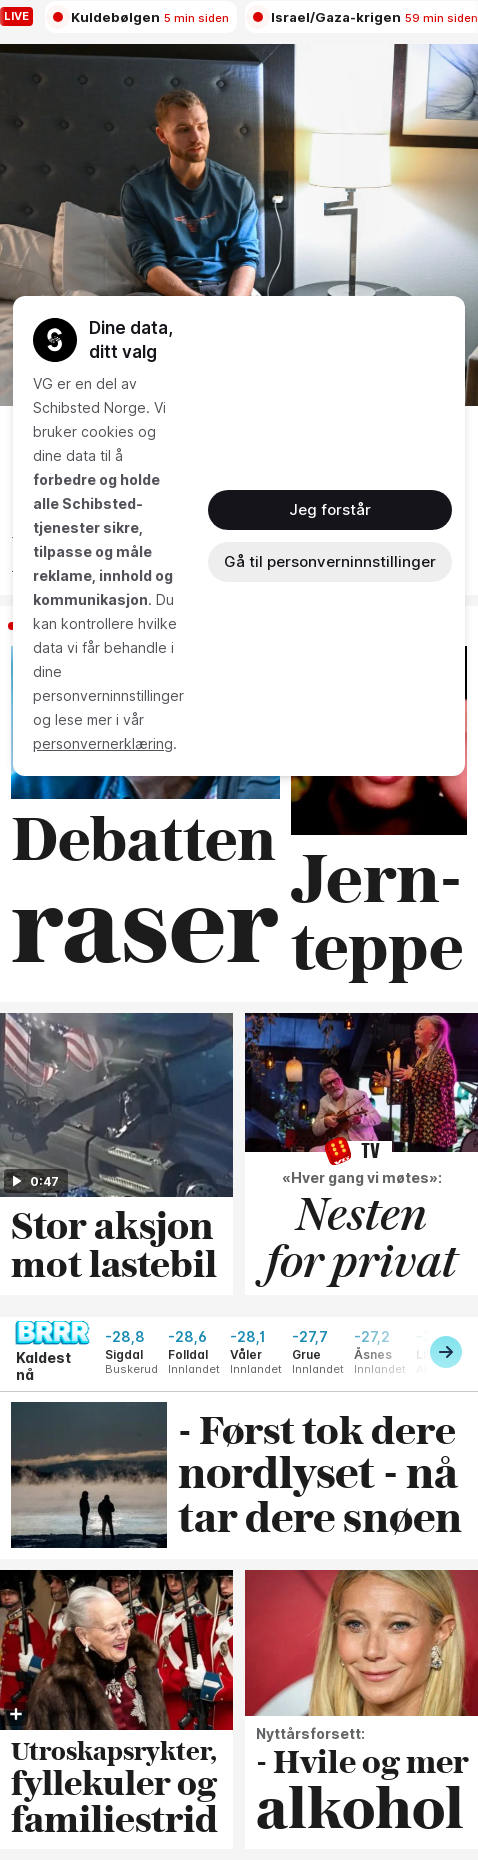 LIVE
Kuldebølgen 5 min siden
Israel/Gaza-krigen 59 min siden
Dine data,
ditt valg
VG er en del av
Schibsted Norge. Vi
bruker cookies og
dine data til å
forbedre og holde
alle Schibsted-
tjenester sikre,
tilpasse og måle
reklame, innhold og
kommunikasjon. Du
kan kontrollere hvilke
data vi får behandle i
dine
personverninnstillinger
og lese mer i vår
personvernerklæring.
Jeg forstår
Gå til personverninnstillinger
Debatten
raser
Jern-
teppe
0:47
Stor aksjon
mot lastebil
TV
«Hver gang vi møtes»:
Nesten
for privat
BRRR
Kaldest
nå
-28,8
Sigdal
Buskerud
-28,6
Folldal
Innlandet
-28,1
Våler
Innlandet
-27,7
Grue
Innlandet
-27,2
Åsnes
Innlandet
- Først tok dere
nordlyset - nå
tar dere snøen
Utroskapsrykter,
fyllekuler og
familiestrid
Nyttårsforsett:
- Hvile og mer
alkohol